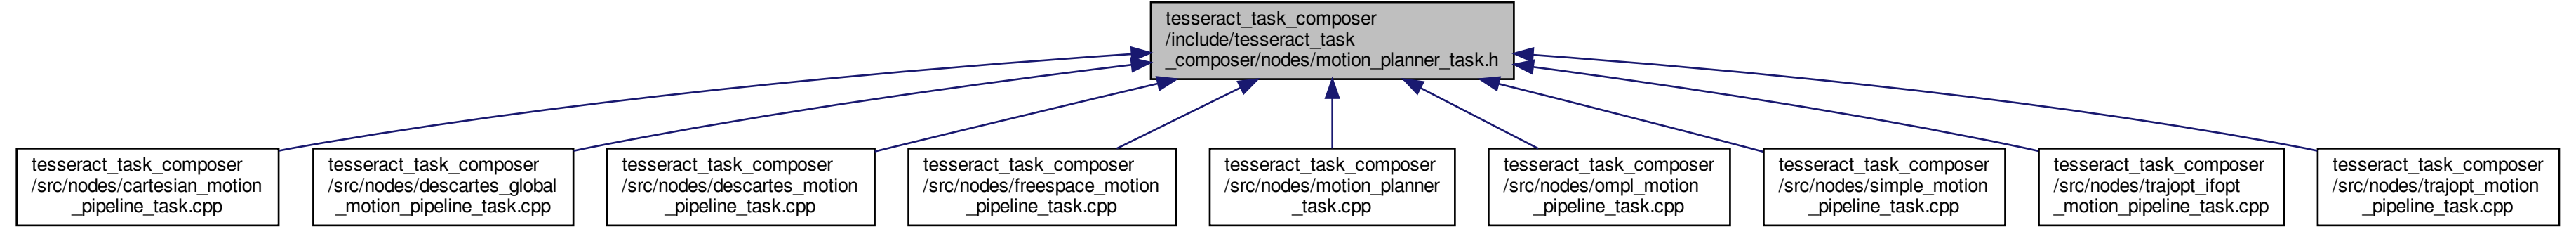 tesseract_task_composer
/include/tesseract_task
_composer/nodes/motion_planner_task.h
tesseract_task_composer
/src/nodes/cartesian_motion
_pipeline_task.cpp
tesseract_task_composer
/src/nodes/descartes_global
_motion_pipeline_task.cpp
tesseract_task_composer
/src/nodes/descartes_motion
_pipeline_task.cpp
tesseract_task_composer
/src/nodes/freespace_motion
_pipeline_task.cpp
tesseract_task_composer
/src/nodes/motion_planner
_task.cpp
tesseract_task_composer
/src/nodes/ompl_motion
_pipeline_task.cpp
tesseract_task_composer
/src/nodes/simple_motion
_pipeline_task.cpp
tesseract_task_composer
/src/nodes/trajopt_ifopt
_motion_pipeline_task.cpp
tesseract_task_composer
/src/nodes/trajopt_motion
_pipeline_task.cpp